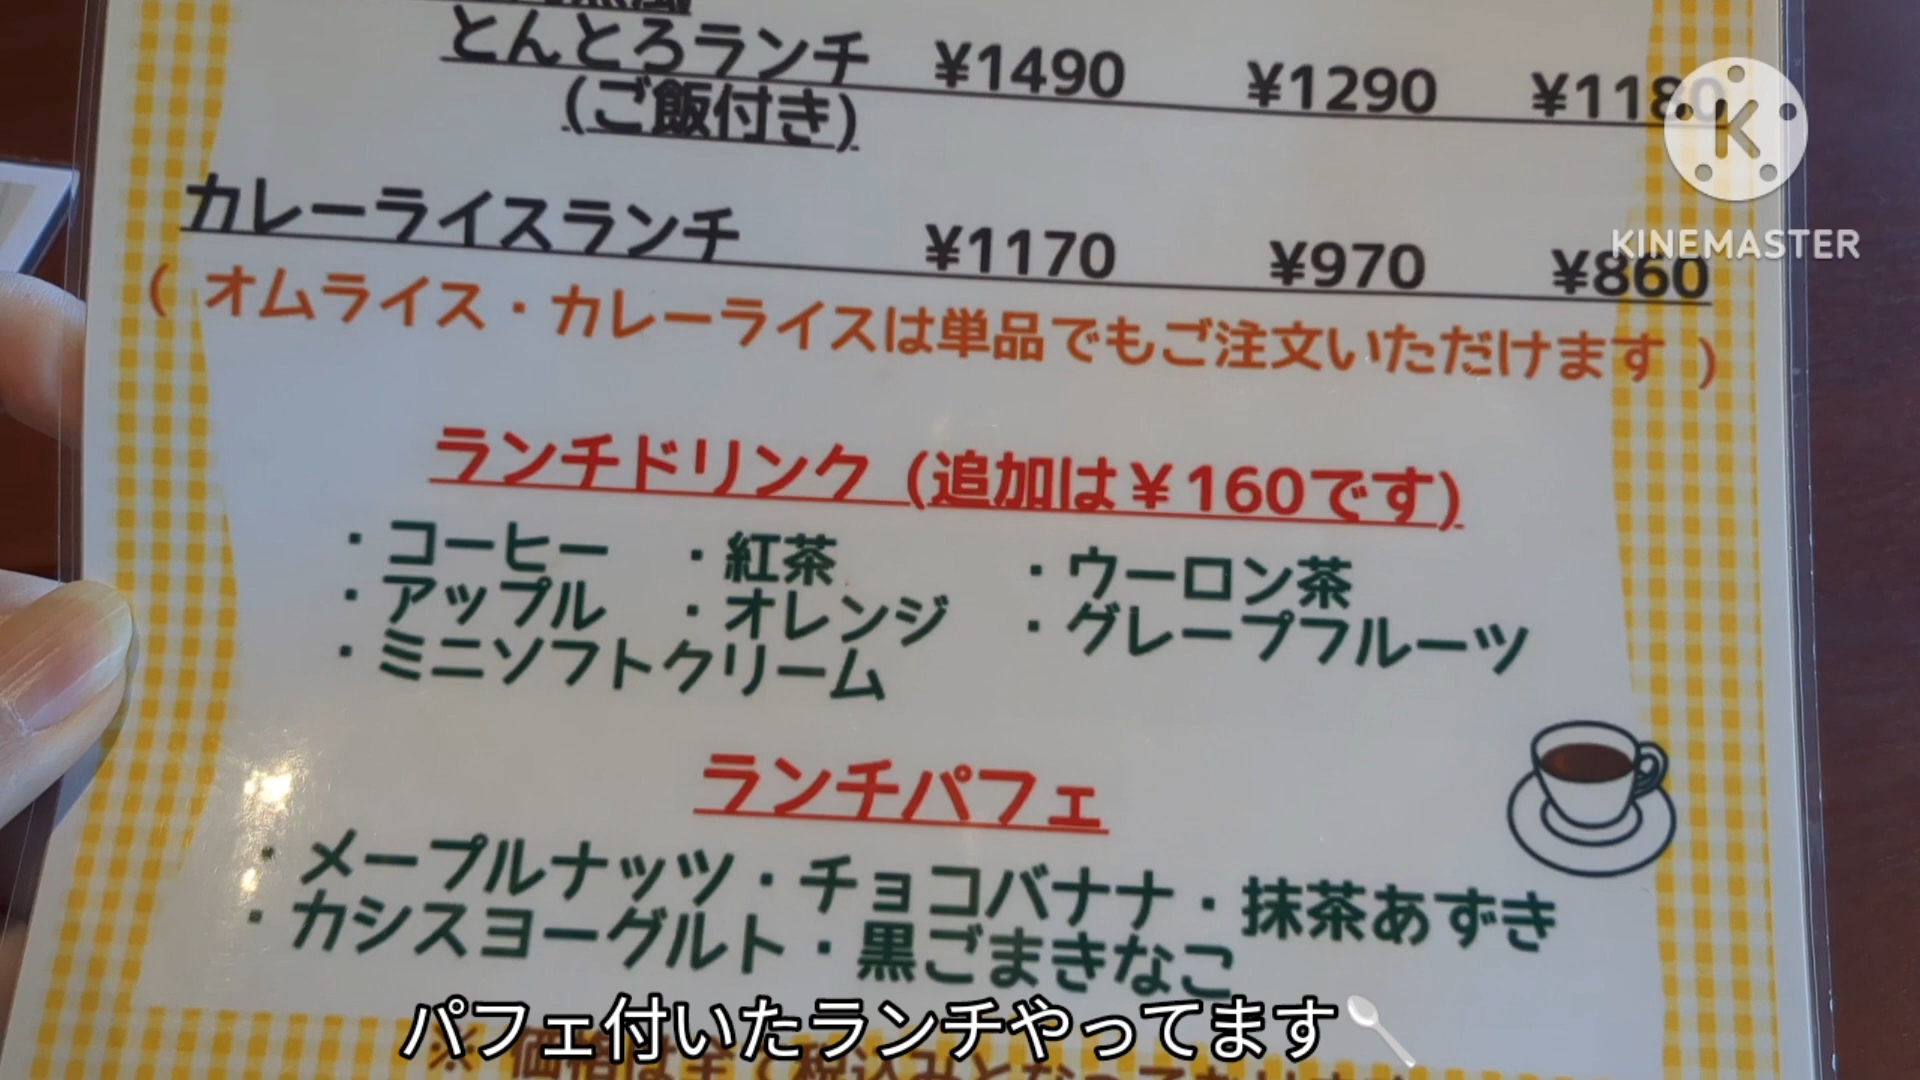 とんとろランチ ¥1490 ¥1290 ¥1180
(ご飯付き)
カレーライスランチ ¥1170 ¥970 ¥860
( オムライス・カレーライスは単品でもご注文いただけます )
ランチドリンク (追加は¥160です)
・コーヒー ・紅茶 ・ウーロン茶
・アップル ・オレンジ ・グレープフルーツ
・ミニソフトクリーム
ランチパフェ
・メープルナッツ・チョコバナナ・抹茶あずき
・カシスヨーグルト・黒ごまきなこ
パフェ付いたランチやってます
K
KINEMASTER